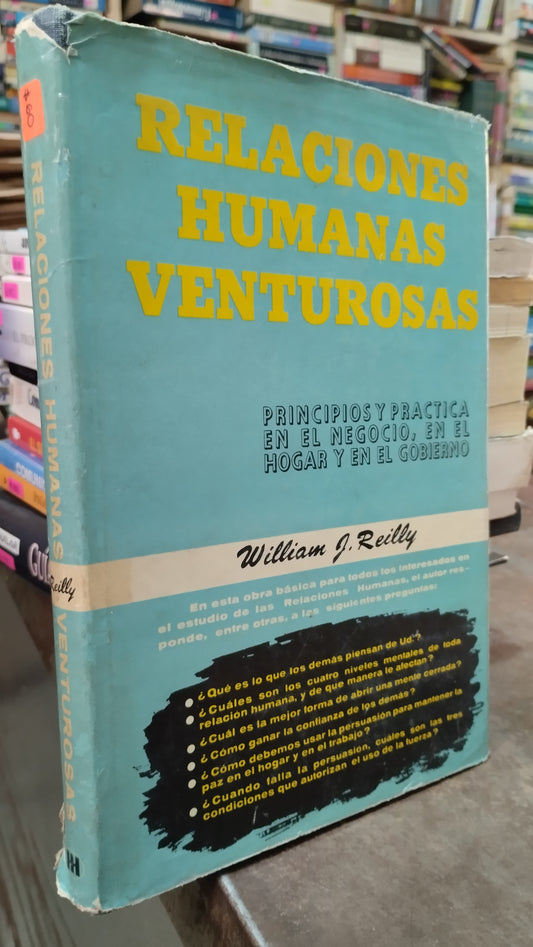 RELACIONES
HUMANAS
VENTUROSAS
PRINCIPIOS Y PRACTICA
EN EL NEGOCIO, EN EL
HOGAR Y EN EL GOBIERNO
William J. Reilly
En esta obra básica para todos los interesados en
el estudio de las Relaciones Humanas, el autor res-
ponde, entre otras, a las siguientes preguntas:
¿Qué es lo que los demás piensan de Ud.?
¿Cuáles son los cuatro niveles mentales de toda
relación humana, y de que manera le afectan?
¿Cuál es la mejor forma de abrir una mente cerrada?
¿Cómo ganar la confianza de los demás?
¿Cómo debemos usar la persuasión para mantener la
paz en el hogar y en el trabajo?
¿Cuando falla la persuasión, cuáles son las tres
condiciones que autorizan el uso de la fuerza?
RELACIONES HUMANAS VENTUROSAS
Reilly